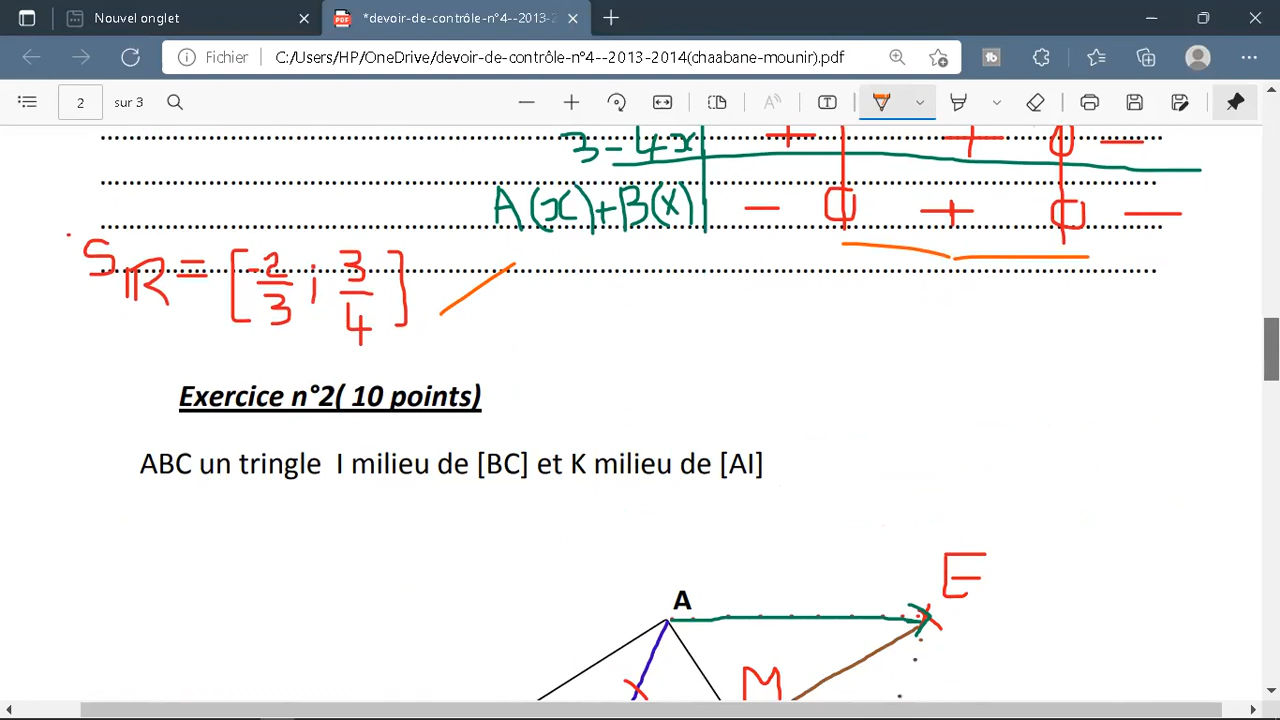 Nouvel onglet
*devoir-de-contrôle-n°4--2013-2
Fichier
C:/Users/HP/OneDrive/devoir-de-contrôle-n°4--2013-2014(chaabane-mounir).pdf
2
sur 3
3-4x + + 0 -
A(x)+B(x) - 0 + 0 -
S_IR = [-2/3 ; 3/4]
Exercice n°2( 10 points)
ABC un tringle I milieu de [BC] et K milieu de [AI]
E
A
M